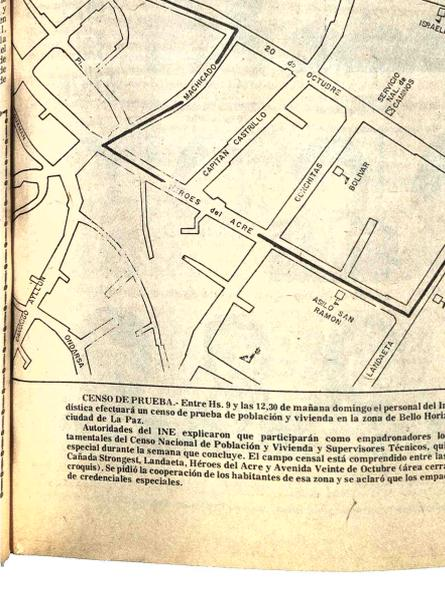 ISRAEL
20 de OCTUBRE
SERVICIO
NAL. de
CAMINOS
MACHICADO
CAPITAN CASTRILLO
CONCHITAS
BOLIVAR
HEROES del ACRE
ASILO SAN
RAMON
AYLLON
ONDARSA
(LANDAETA
CENSO DE PRUEBA.- Entre Hs. 9 y las 12,30 de mañana domingo el personal del In
dística efectuará un censo de prueba de población y vivienda en la zona de Bello Hori
ciudad de La Paz.
Autoridades del INE explicaron que participarán como empadronadores lo
tamentales del Censo Nacional de Población y Vivienda y Supervisores Técnicos, qui
especial durante la semana que concluye. El campo censal está comprendido entre las
Cañada Strongest, Landaeta, Héroes del Acre y Avenida Veinte de Octubre (área cerra
croquis). Se pidió la cooperación de los habitantes de esa zona y se aclaró que los empa
de credenciales especiales.